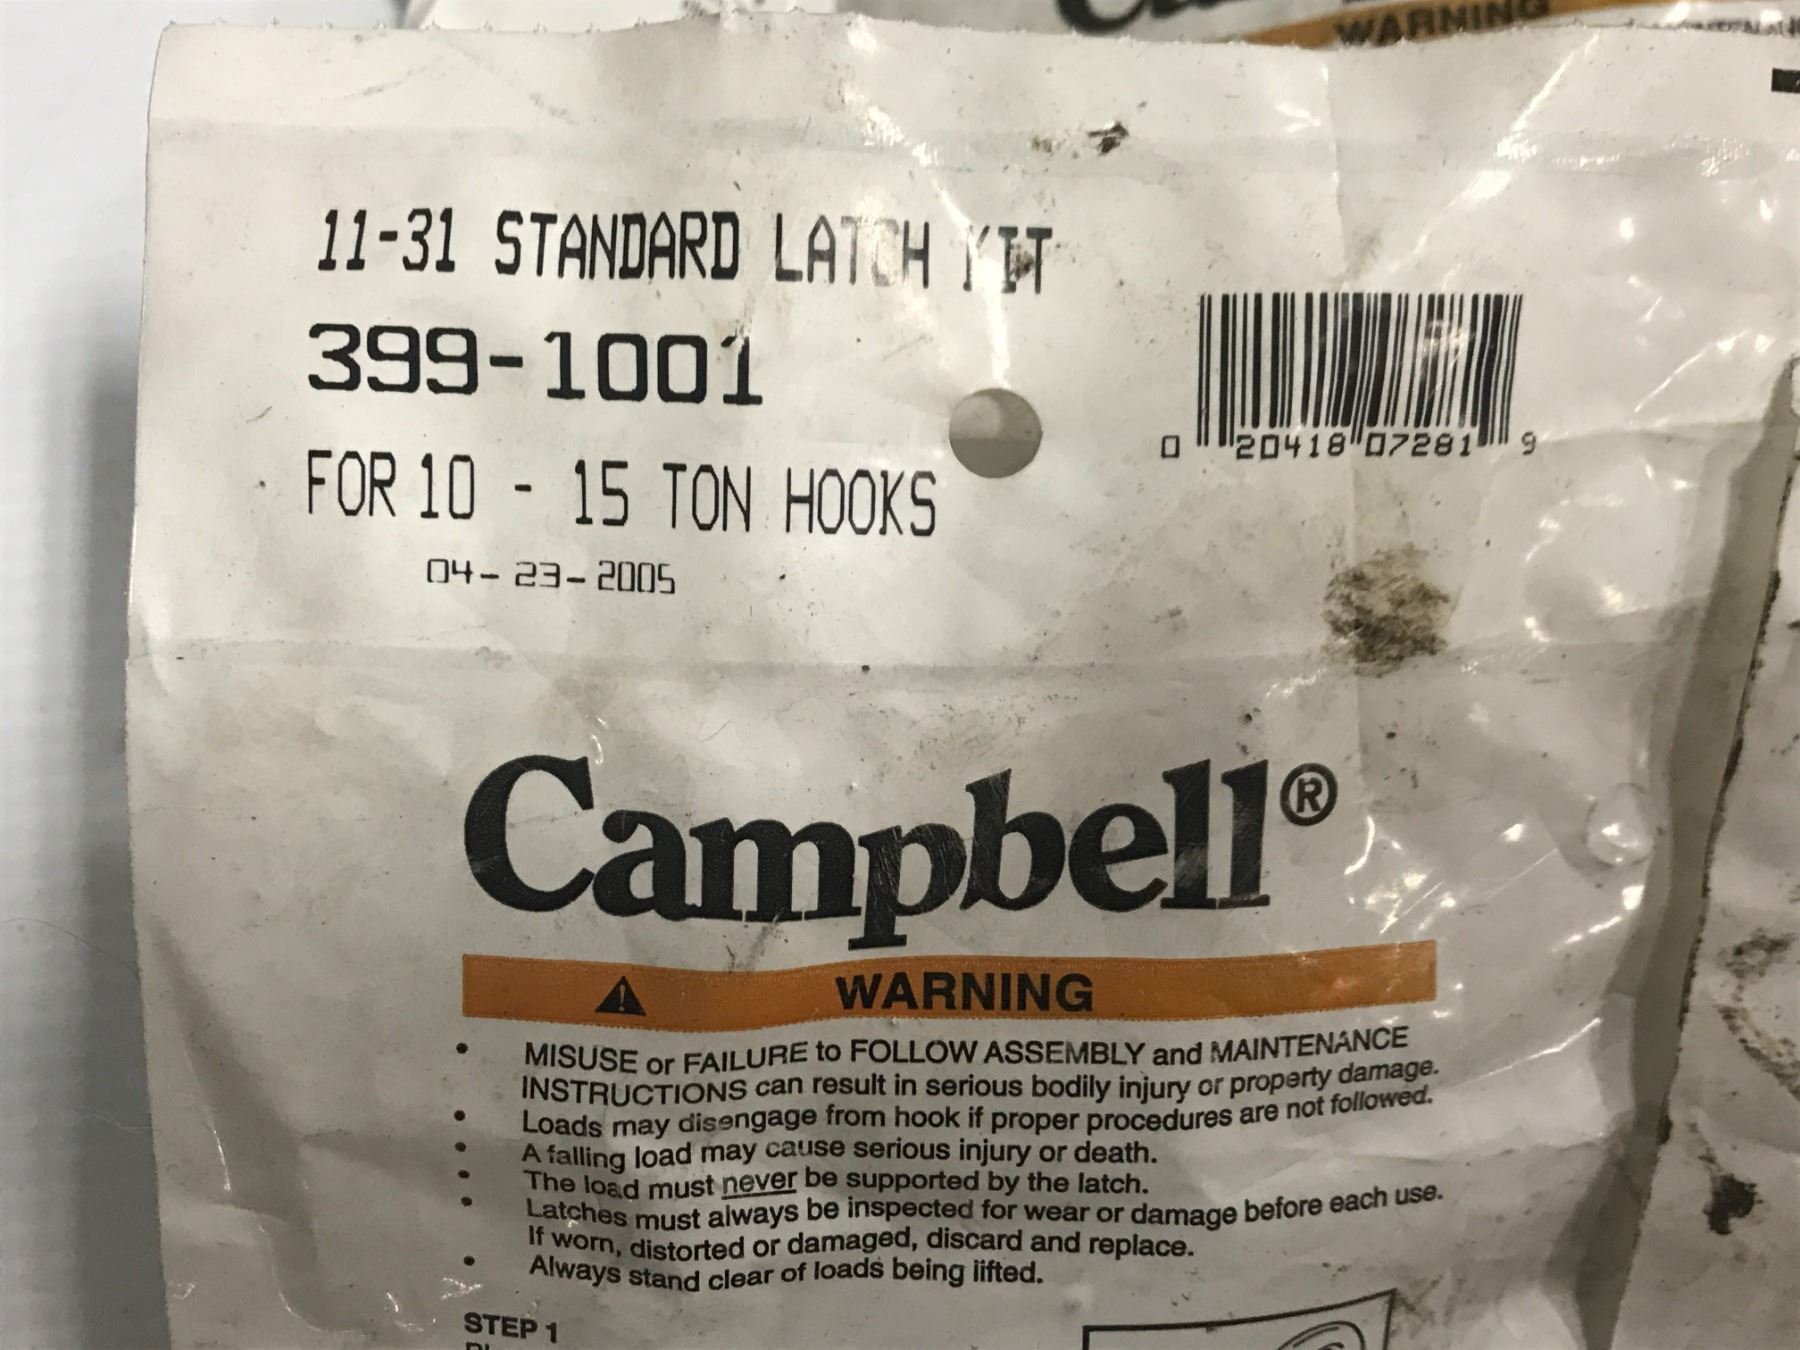 WARNING
11-31 STANDARD LATCH KIT
399-1001
FOR 10 - 15 TON HOOKS
04-23-2005
0 20418 07281 9
Campbell®
WARNING
• MISUSE or FAILURE to FOLLOW ASSEMBLY and MAINTENANCE
INSTRUCTIONS can result in serious bodily injury or property damage.
• Loads may disengage from hook if proper procedures are not followed.
• A falling load may cause serious injury or death.
• The load must never be supported by the latch.
• Latches must always be inspected for wear or damage before each use.
If worn, distorted or damaged, discard and replace.
• Always stand clear of loads being lifted.
STEP 1